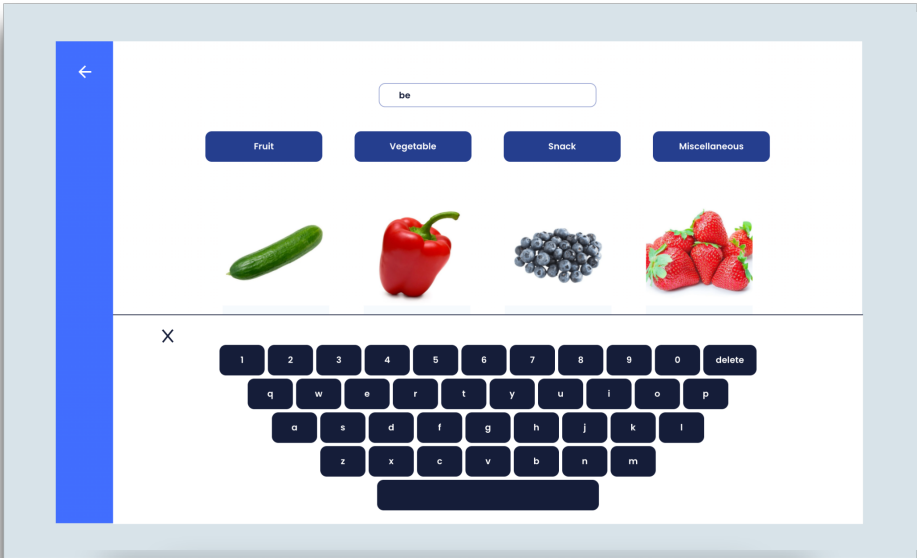 be
Fruit Vegetable Snack Miscellaneous
X
1 2 3 4 5 6 7 8 9 0 delete
q w e r t y u i o p
a s d f g h j k l
z x c v b n m